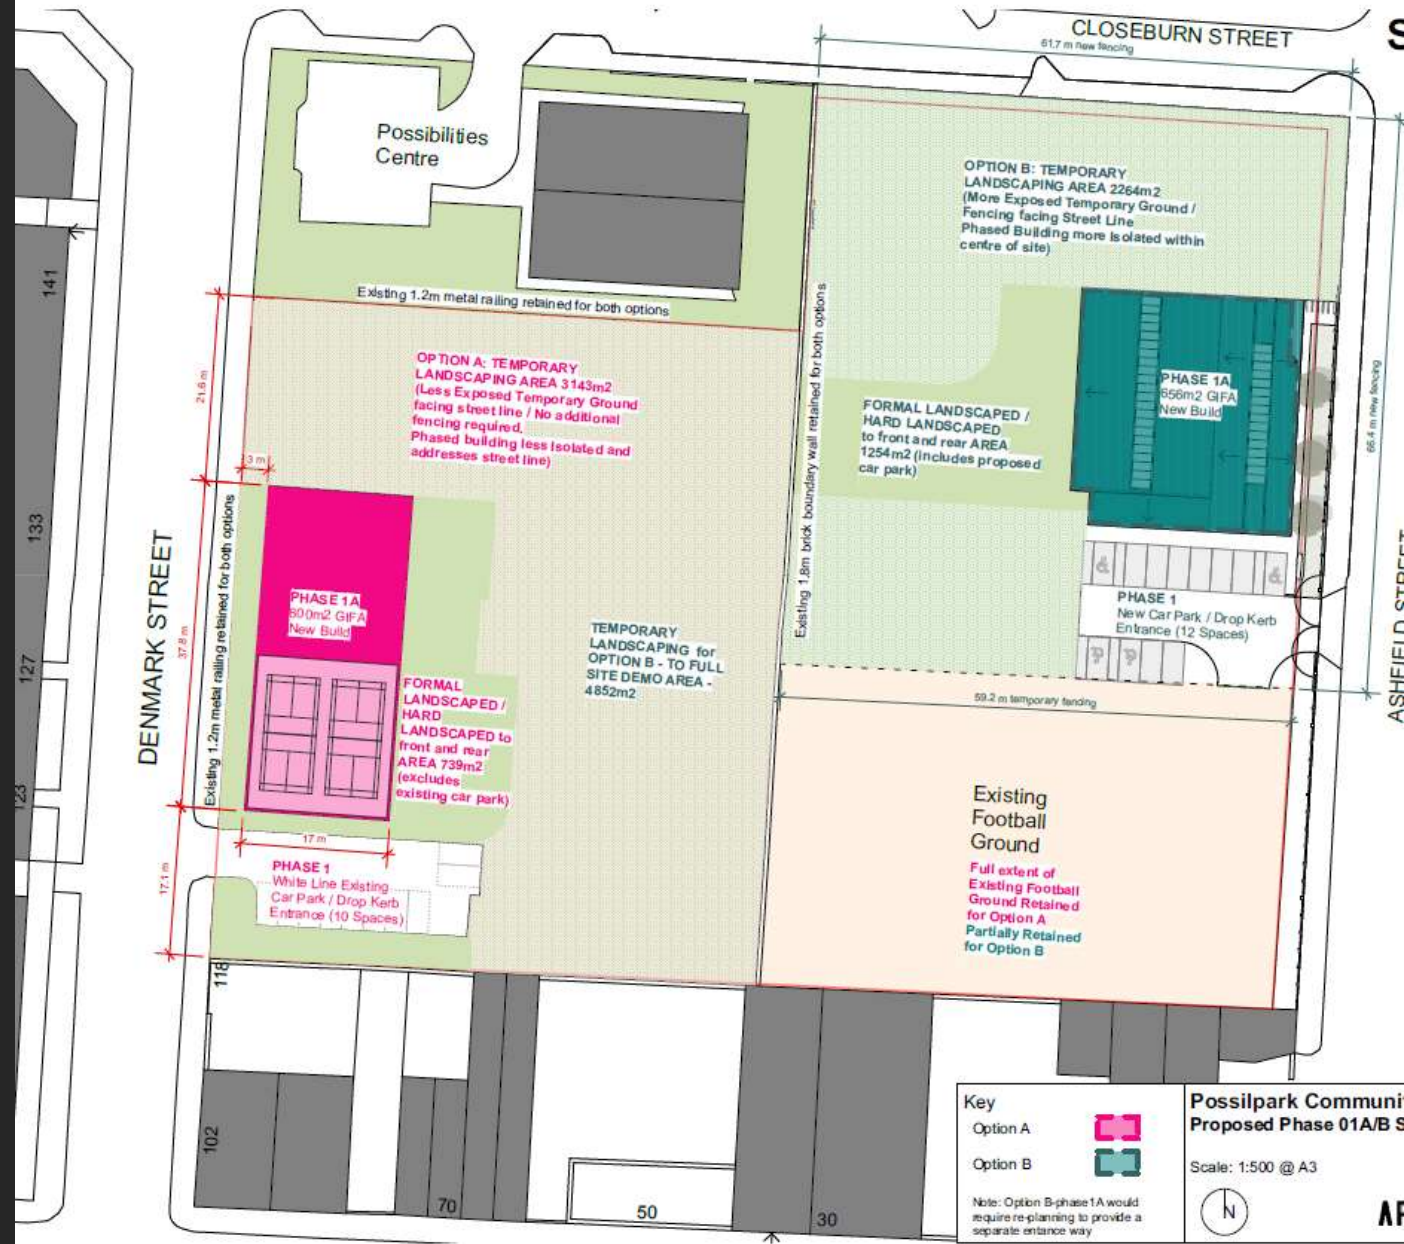 CLOSEBURN STREET
S
61.7 m new fencing
Possibilities
Centre
OPTION B: TEMPORARY
LANDSCAPING AREA 2264m2
(More Exposed Temporary Ground /
Fencing facing Street Line
Phased Building more Isolated within
centre of site)
141
Existing 1.2m metal railing retained for both options
Existing 1.8m brick boundary wall retained for both options
21.6 m
OPTION A: TEMPORARY
LANDSCAPING AREA 3143m2
(Less Exposed Temporary Ground
facing street line / No additional
fencing required.
Phased building less Isolated and
addresses street line)
PHASE 1A
656m2 GIFA
New Build
66.4 m new fencing
FORMAL LANDSCAPED /
HARD LANDSCAPED
to front and rear AREA
1254m2 (includes proposed
car park)
3 m
133
DENMARK STREET
Existing 1.2m metal railing retained for both options
37.8 m
PHASE 1A
600m2 GIFA
New Build
PHASE 1
New Car Park / Drop Kerb
Entrance (12 Spaces)
ASHFIELD STREET
127
TEMPORARY
LANDSCAPING for
OPTION B - TO FULL
SITE DEMO AREA -
4852m2
FORMAL
LANDSCAPED /
HARD
LANDSCAPED to
front and rear
AREA 739m2
(excludes
existing car park)
59.2 m temporary fencing
123
Existing
Football
Ground
17 m
17.1 m
PHASE 1
White Line Existing
Car Park / Drop Kerb
Entrance (10 Spaces)
Full extent of
Existing Football
Ground Retained
for Option A
Partially Retained
for Option B
118
102
70
50
30
Key
Option A
Option B
Note: Option B-phase1A would
require re-planning to provide a
separate entance way
Possilpark Communi
Proposed Phase 01A/B S
Scale: 1:500 @ A3
N